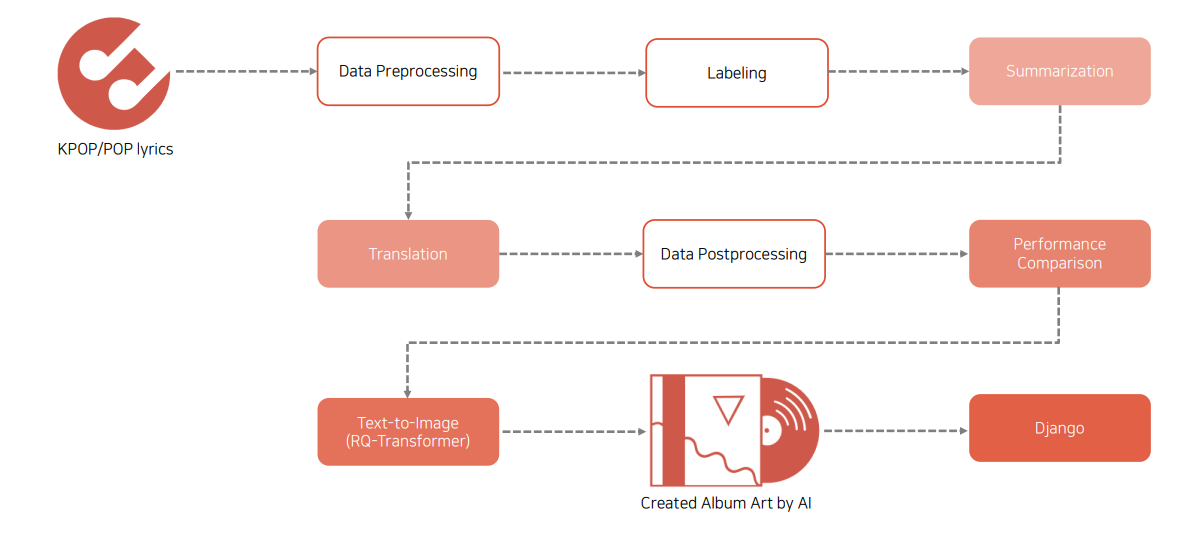 KPOP/POP lyrics
Data Preprocessing
Labeling
Summarization
Translation
Data Postprocessing
Performance
Comparison
Text-to-Image
(RQ-Transformer)
Created Album Art by AI
Django